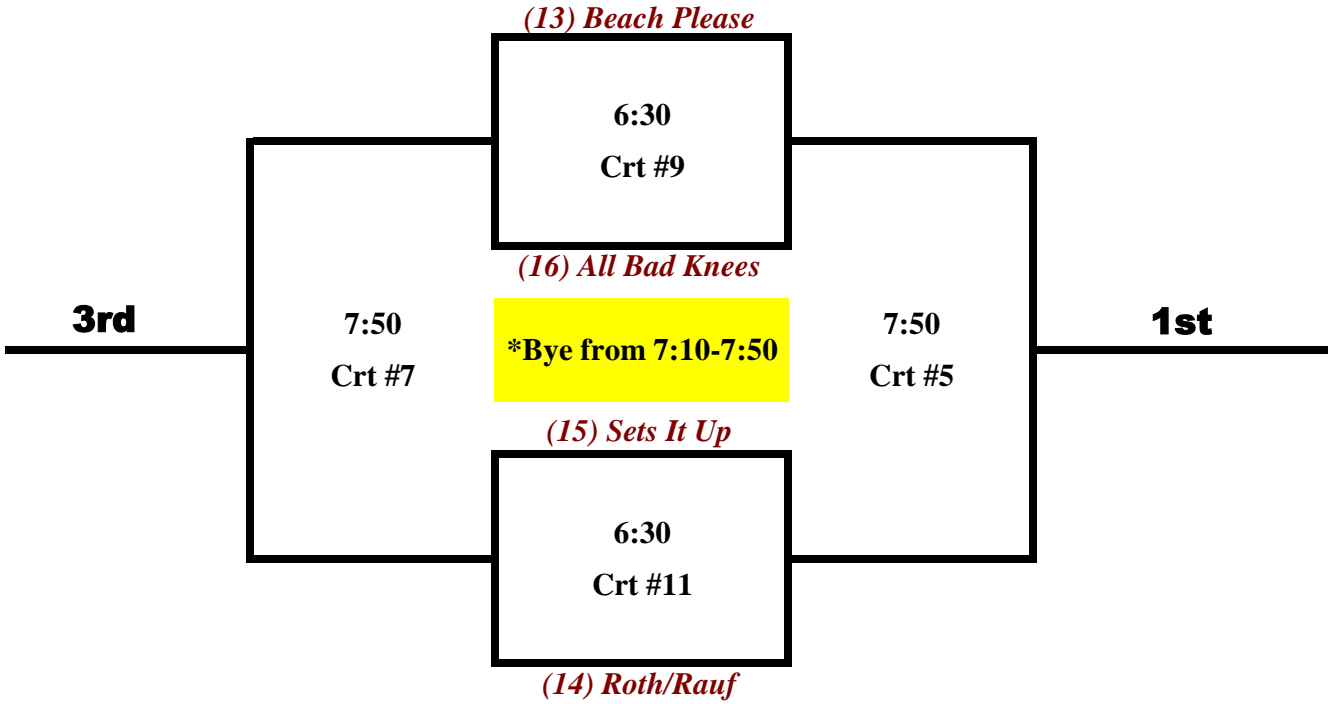 (13) Beach Please
6:30
Crt #9
(16) All Bad Knees
3rd
7:50
Crt #7
*Bye from 7:10-7:50
7:50
Crt #5
1st
(15) Sets It Up
6:30
Crt #11
(14) Roth/Rauf